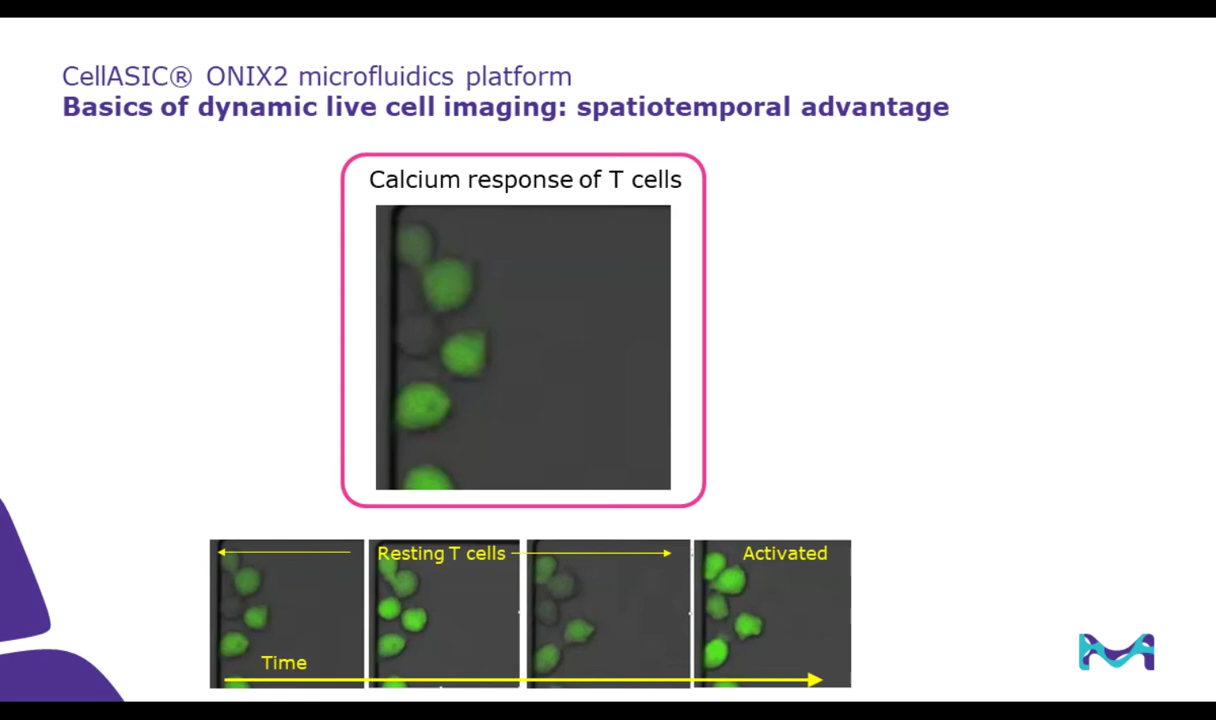 CellASIC® ONIX2 microfluidics platform
Basics of dynamic live cell imaging: spatiotemporal advantage
Calcium response of T cells
Resting T cells
Activated
Time